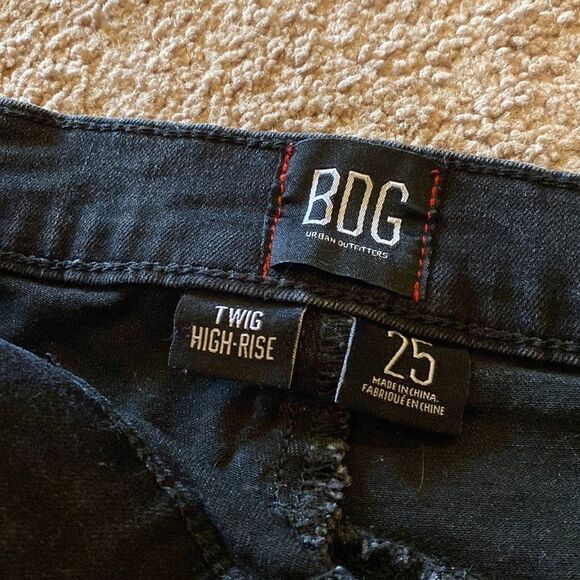 BDG
URBAN OUTFITTERS
TWIG
HIGH-RISE
25
MADE IN CHINA.
FABRIQUÉ EN CHINE